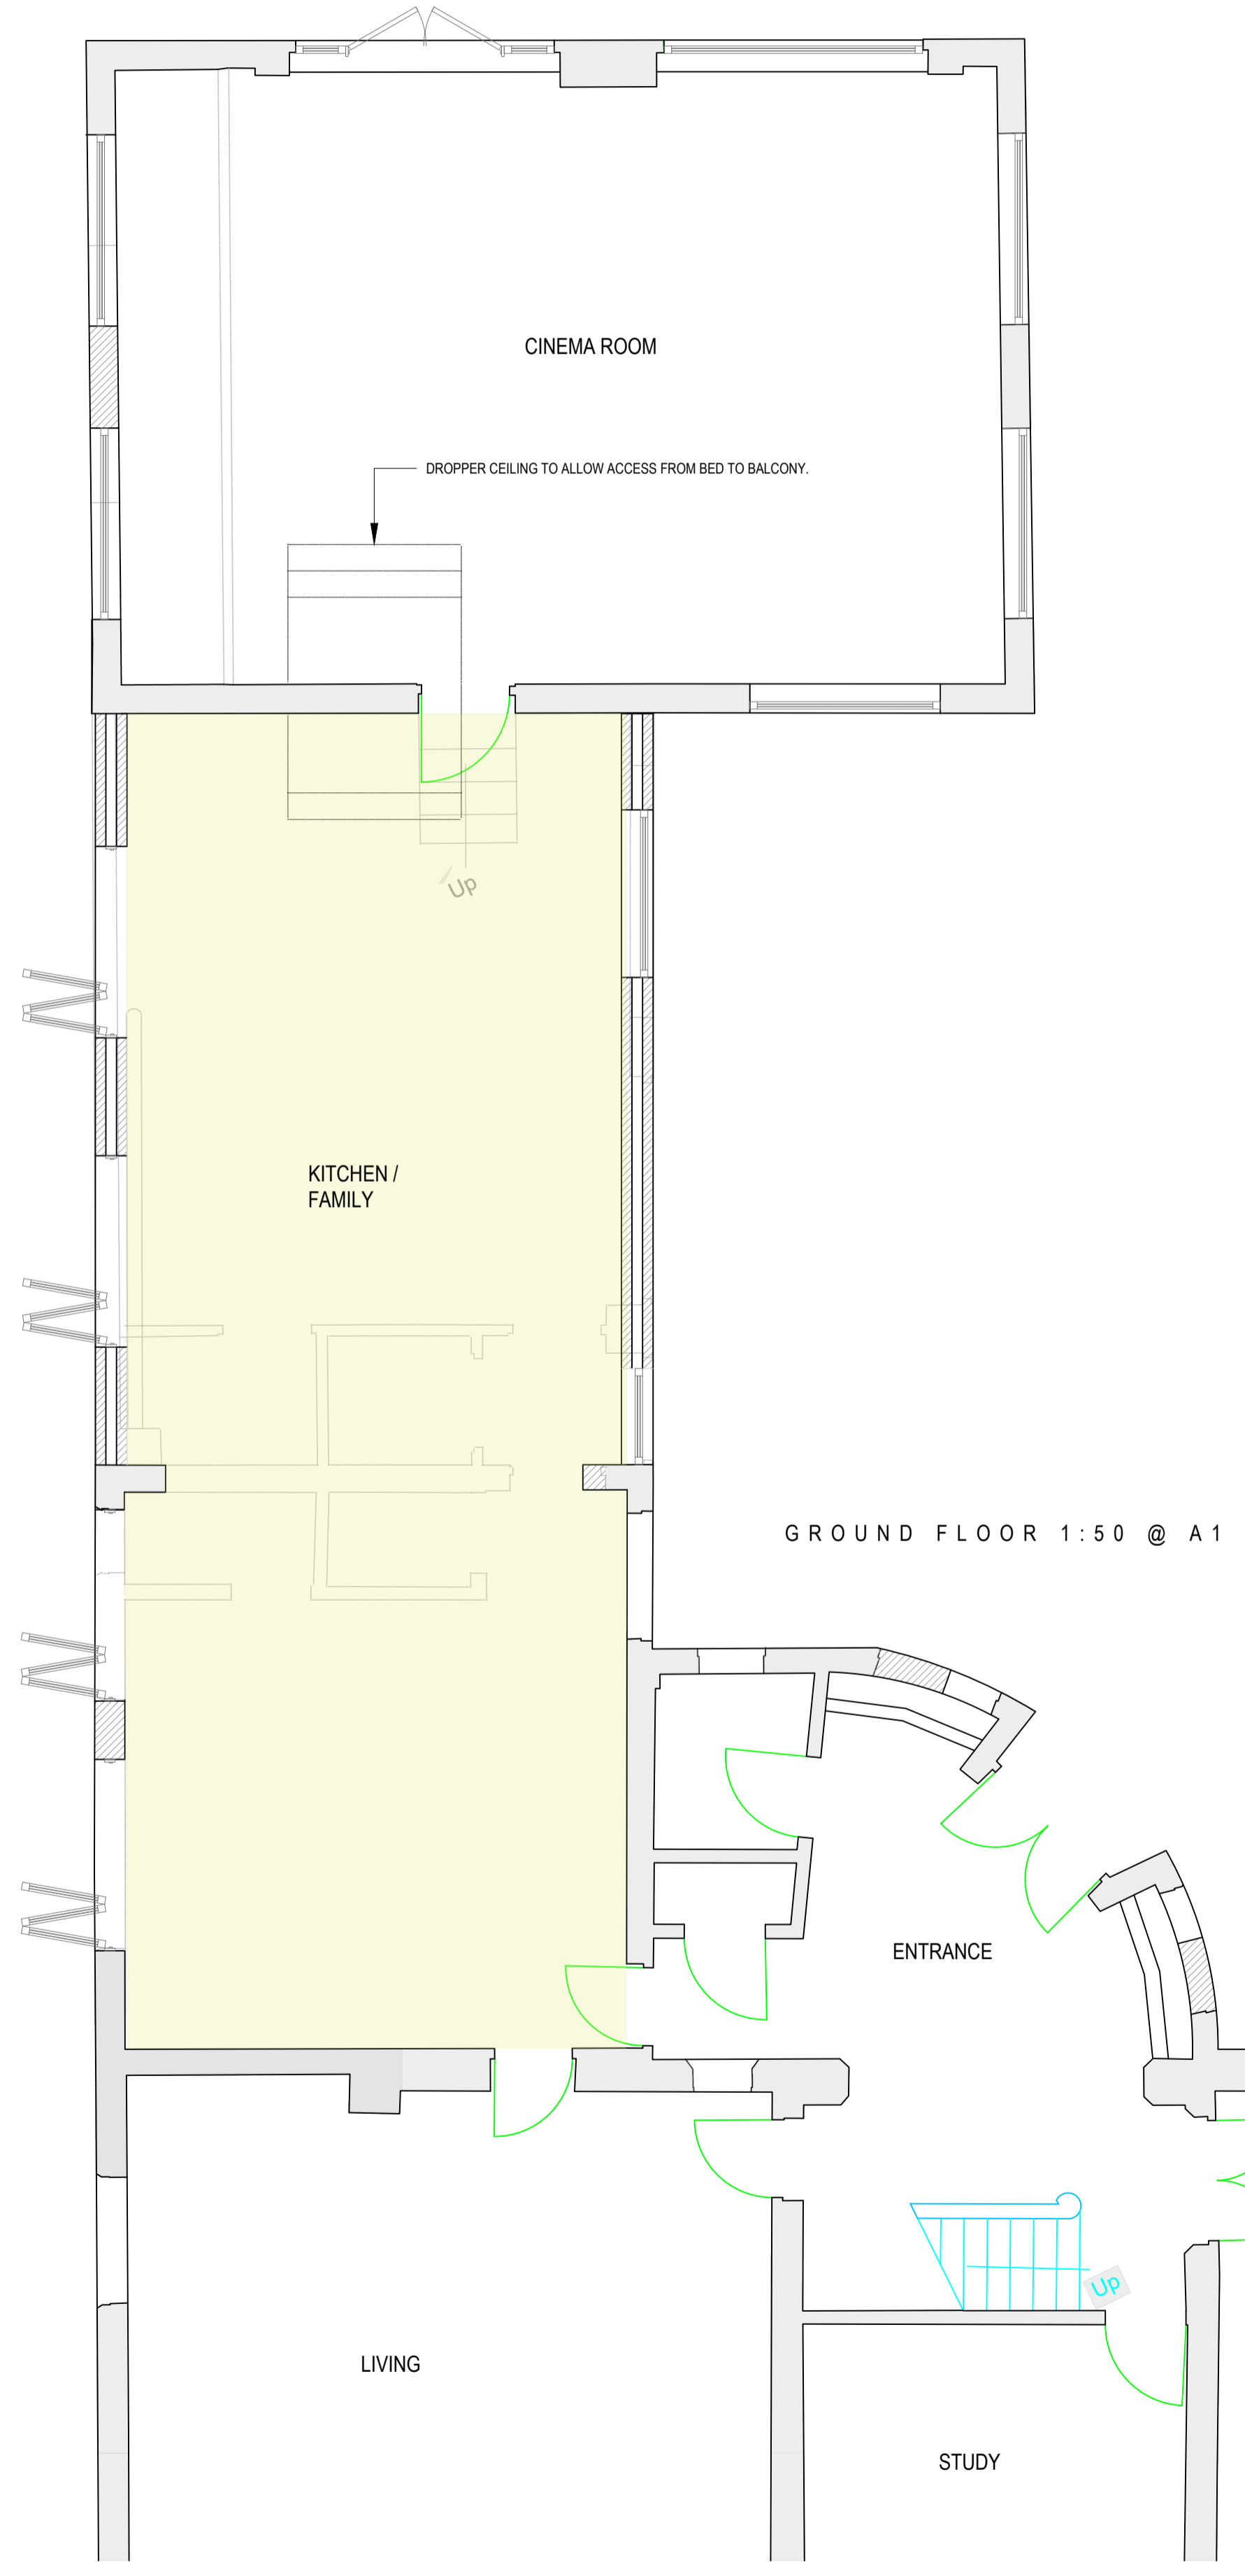 CINEMA ROOM
DROPPER CEILING TO ALLOW ACCESS FROM BED TO BALCONY.
Up
KITCHEN /
FAMILY
GROUND FLOOR 1:50 @ A1
ENTRANCE
Up
LIVING
STUDY